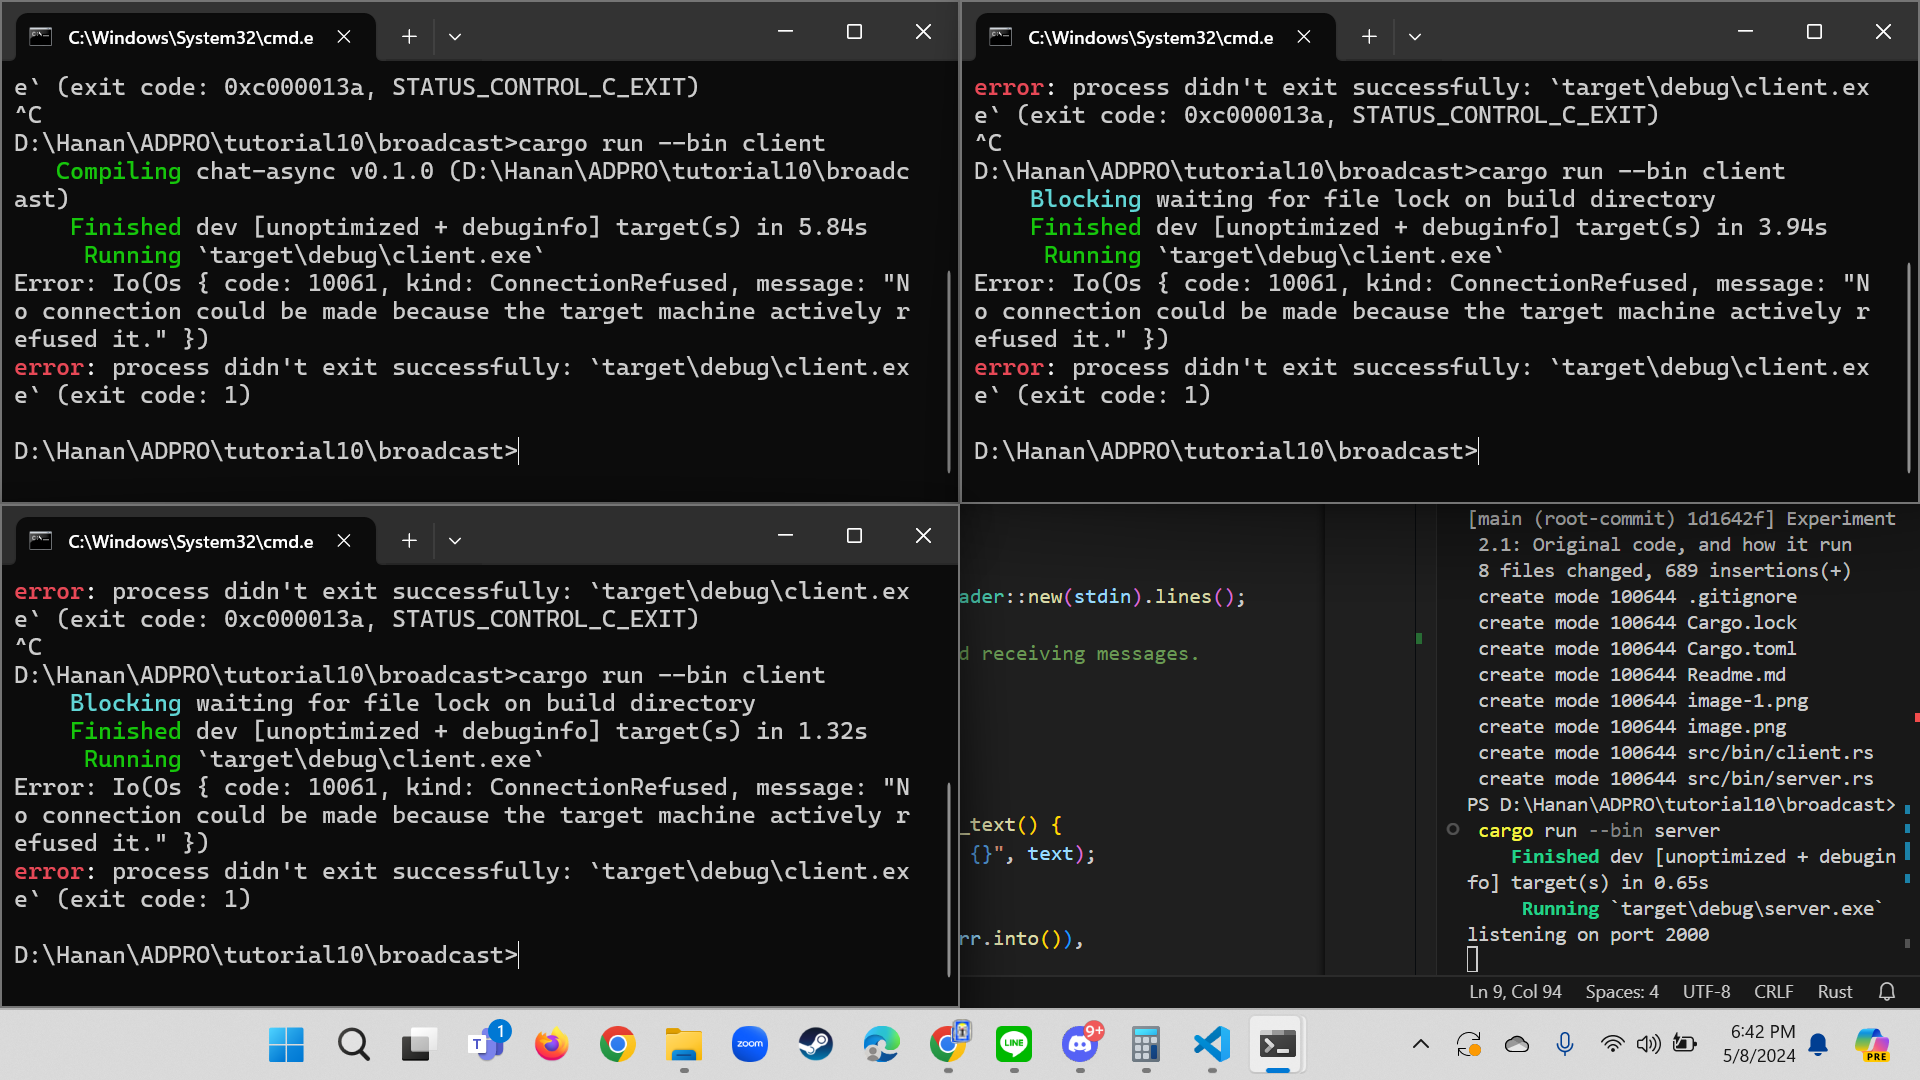 C:\Windows\System32\cmd.e
e` (exit code: 0xc000013a, STATUS_CONTROL_C_EXIT)
^C
D:\Hanan\ADPRO\tutorial10\broadcast>cargo run --bin client
Compiling chat-async v0.1.0 (D:\Hanan\ADPRO\tutorial10\broadc
ast)
Finished dev [unoptimized + debuginfo] target(s) in 5.84s
Running `target\debug\client.exe`
Error: Io(Os { code: 10061, kind: ConnectionRefused, message: "N
o connection could be made because the target machine actively r
efused it." })
error: process didn't exit successfully: `target\debug\client.ex
e` (exit code: 1)
D:\Hanan\ADPRO\tutorial10\broadcast>
C:\Windows\System32\cmd.e
error: process didn't exit successfully: `target\debug\client.ex
e` (exit code: 0xc000013a, STATUS_CONTROL_C_EXIT)
^C
D:\Hanan\ADPRO\tutorial10\broadcast>cargo run --bin client
Blocking waiting for file lock on build directory
Finished dev [unoptimized + debuginfo] target(s) in 3.94s
Running `target\debug\client.exe`
Error: Io(Os { code: 10061, kind: ConnectionRefused, message: "N
o connection could be made because the target machine actively r
efused it." })
error: process didn't exit successfully: `target\debug\client.ex
e` (exit code: 1)
D:\Hanan\ADPRO\tutorial10\broadcast>
C:\Windows\System32\cmd.e
error: process didn't exit successfully: `target\debug\client.ex
e` (exit code: 0xc000013a, STATUS_CONTROL_C_EXIT)
^C
D:\Hanan\ADPRO\tutorial10\broadcast>cargo run --bin client
Blocking waiting for file lock on build directory
Finished dev [unoptimized + debuginfo] target(s) in 1.32s
Running `target\debug\client.exe`
Error: Io(Os { code: 10061, kind: ConnectionRefused, message: "N
o connection could be made because the target machine actively r
efused it." })
error: process didn't exit successfully: `target\debug\client.ex
e` (exit code: 1)
D:\Hanan\ADPRO\tutorial10\broadcast>
ader::new(stdin).lines();
d receiving messages.
_text() {
{}", text);
rr.into()),
[main (root-commit) 1d1642f] Experiment
2.1: Original code, and how it run
8 files changed, 689 insertions(+)
create mode 100644 .gitignore
create mode 100644 Cargo.lock
create mode 100644 Cargo.toml
create mode 100644 Readme.md
create mode 100644 image-1.png
create mode 100644 image.png
create mode 100644 src/bin/client.rs
create mode 100644 src/bin/server.rs
PS D:\Hanan\ADPRO\tutorial10\broadcast>
cargo run --bin server
Finished dev [unoptimized + debugin
fo] target(s) in 0.65s
Running `target\debug\server.exe`
listening on port 2000
Ln 9, Col 94 Spaces: 4 UTF-8 CRLF Rust
T 1
zoom
LINE
9+
6:42 PM
5/8/2024
PRE